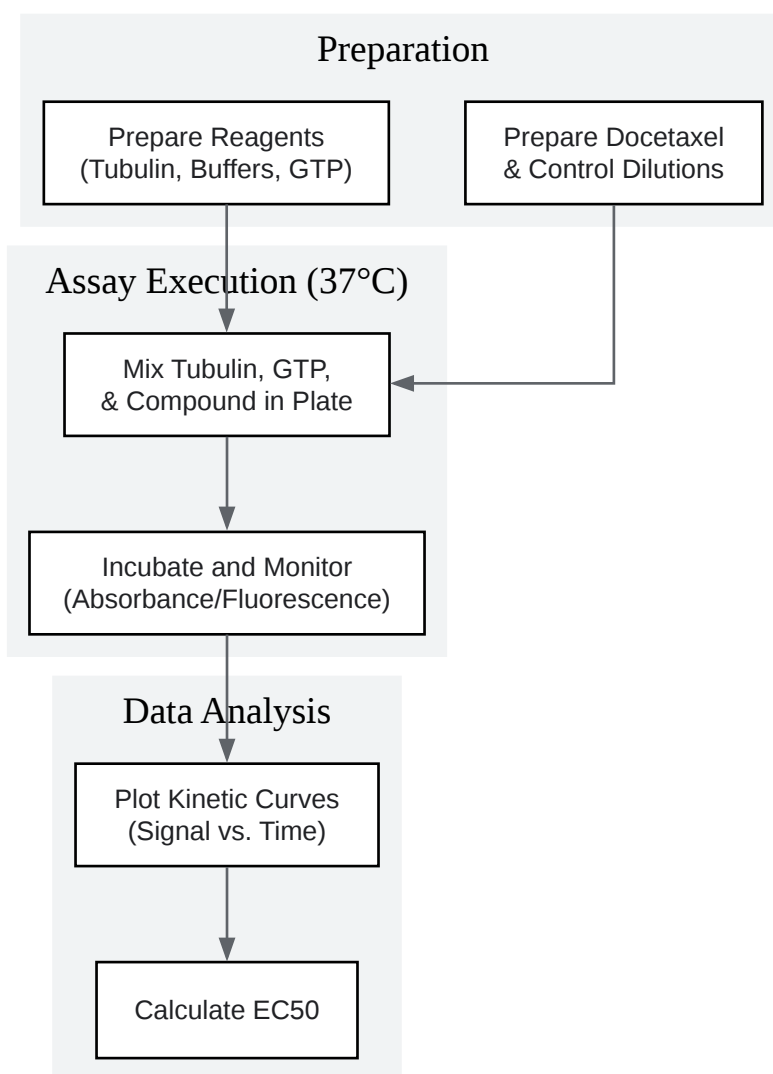 Preparation
Prepare Reagents
(Tubulin, Buffers, GTP)
Prepare Docetaxel
& Control Dilutions
Assay Execution (37°C)
Mix Tubulin, GTP,
& Compound in Plate
Incubate and Monitor
(Absorbance/Fluorescence)
Data Analysis
Plot Kinetic Curves
(Signal vs. Time)
Calculate EC50